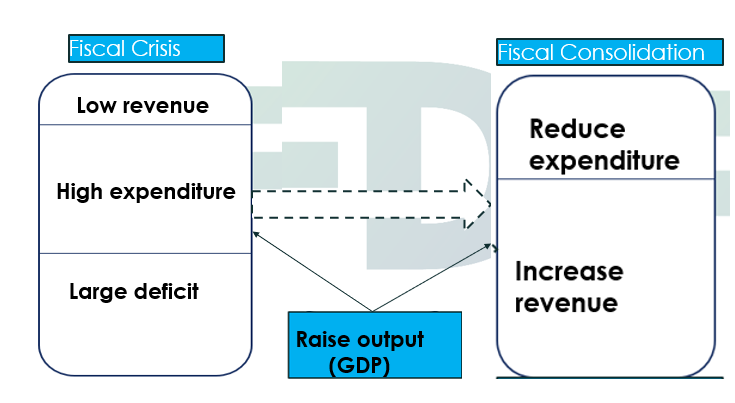 Fiscal Crisis
Low revenue
High expenditure
Large deficit
Raise output
(GDP)
Fiscal Consolidation
Reduce
expenditure
Increase
revenue